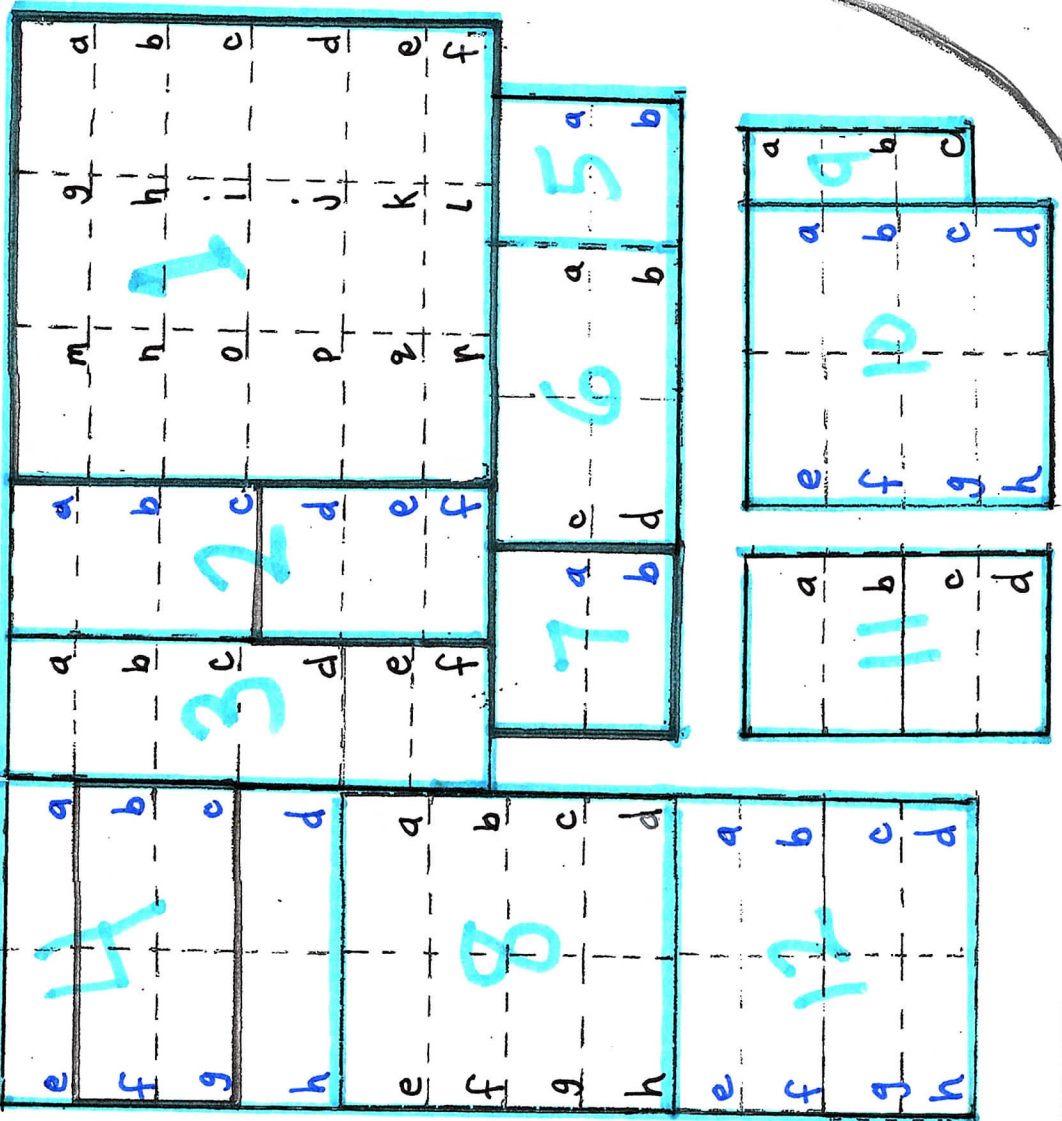 a b c d e f
g h i j k l
1
m n o p q r
a b c d e f
2
a b c d e f
3
a b c d
4
e f g h
a b
5
a b
6
c d
a b
7
a b c d
8
e f g h
a b c
9
a b c d
10
e f g h
a b c d
11
a b c d
12
e f g h